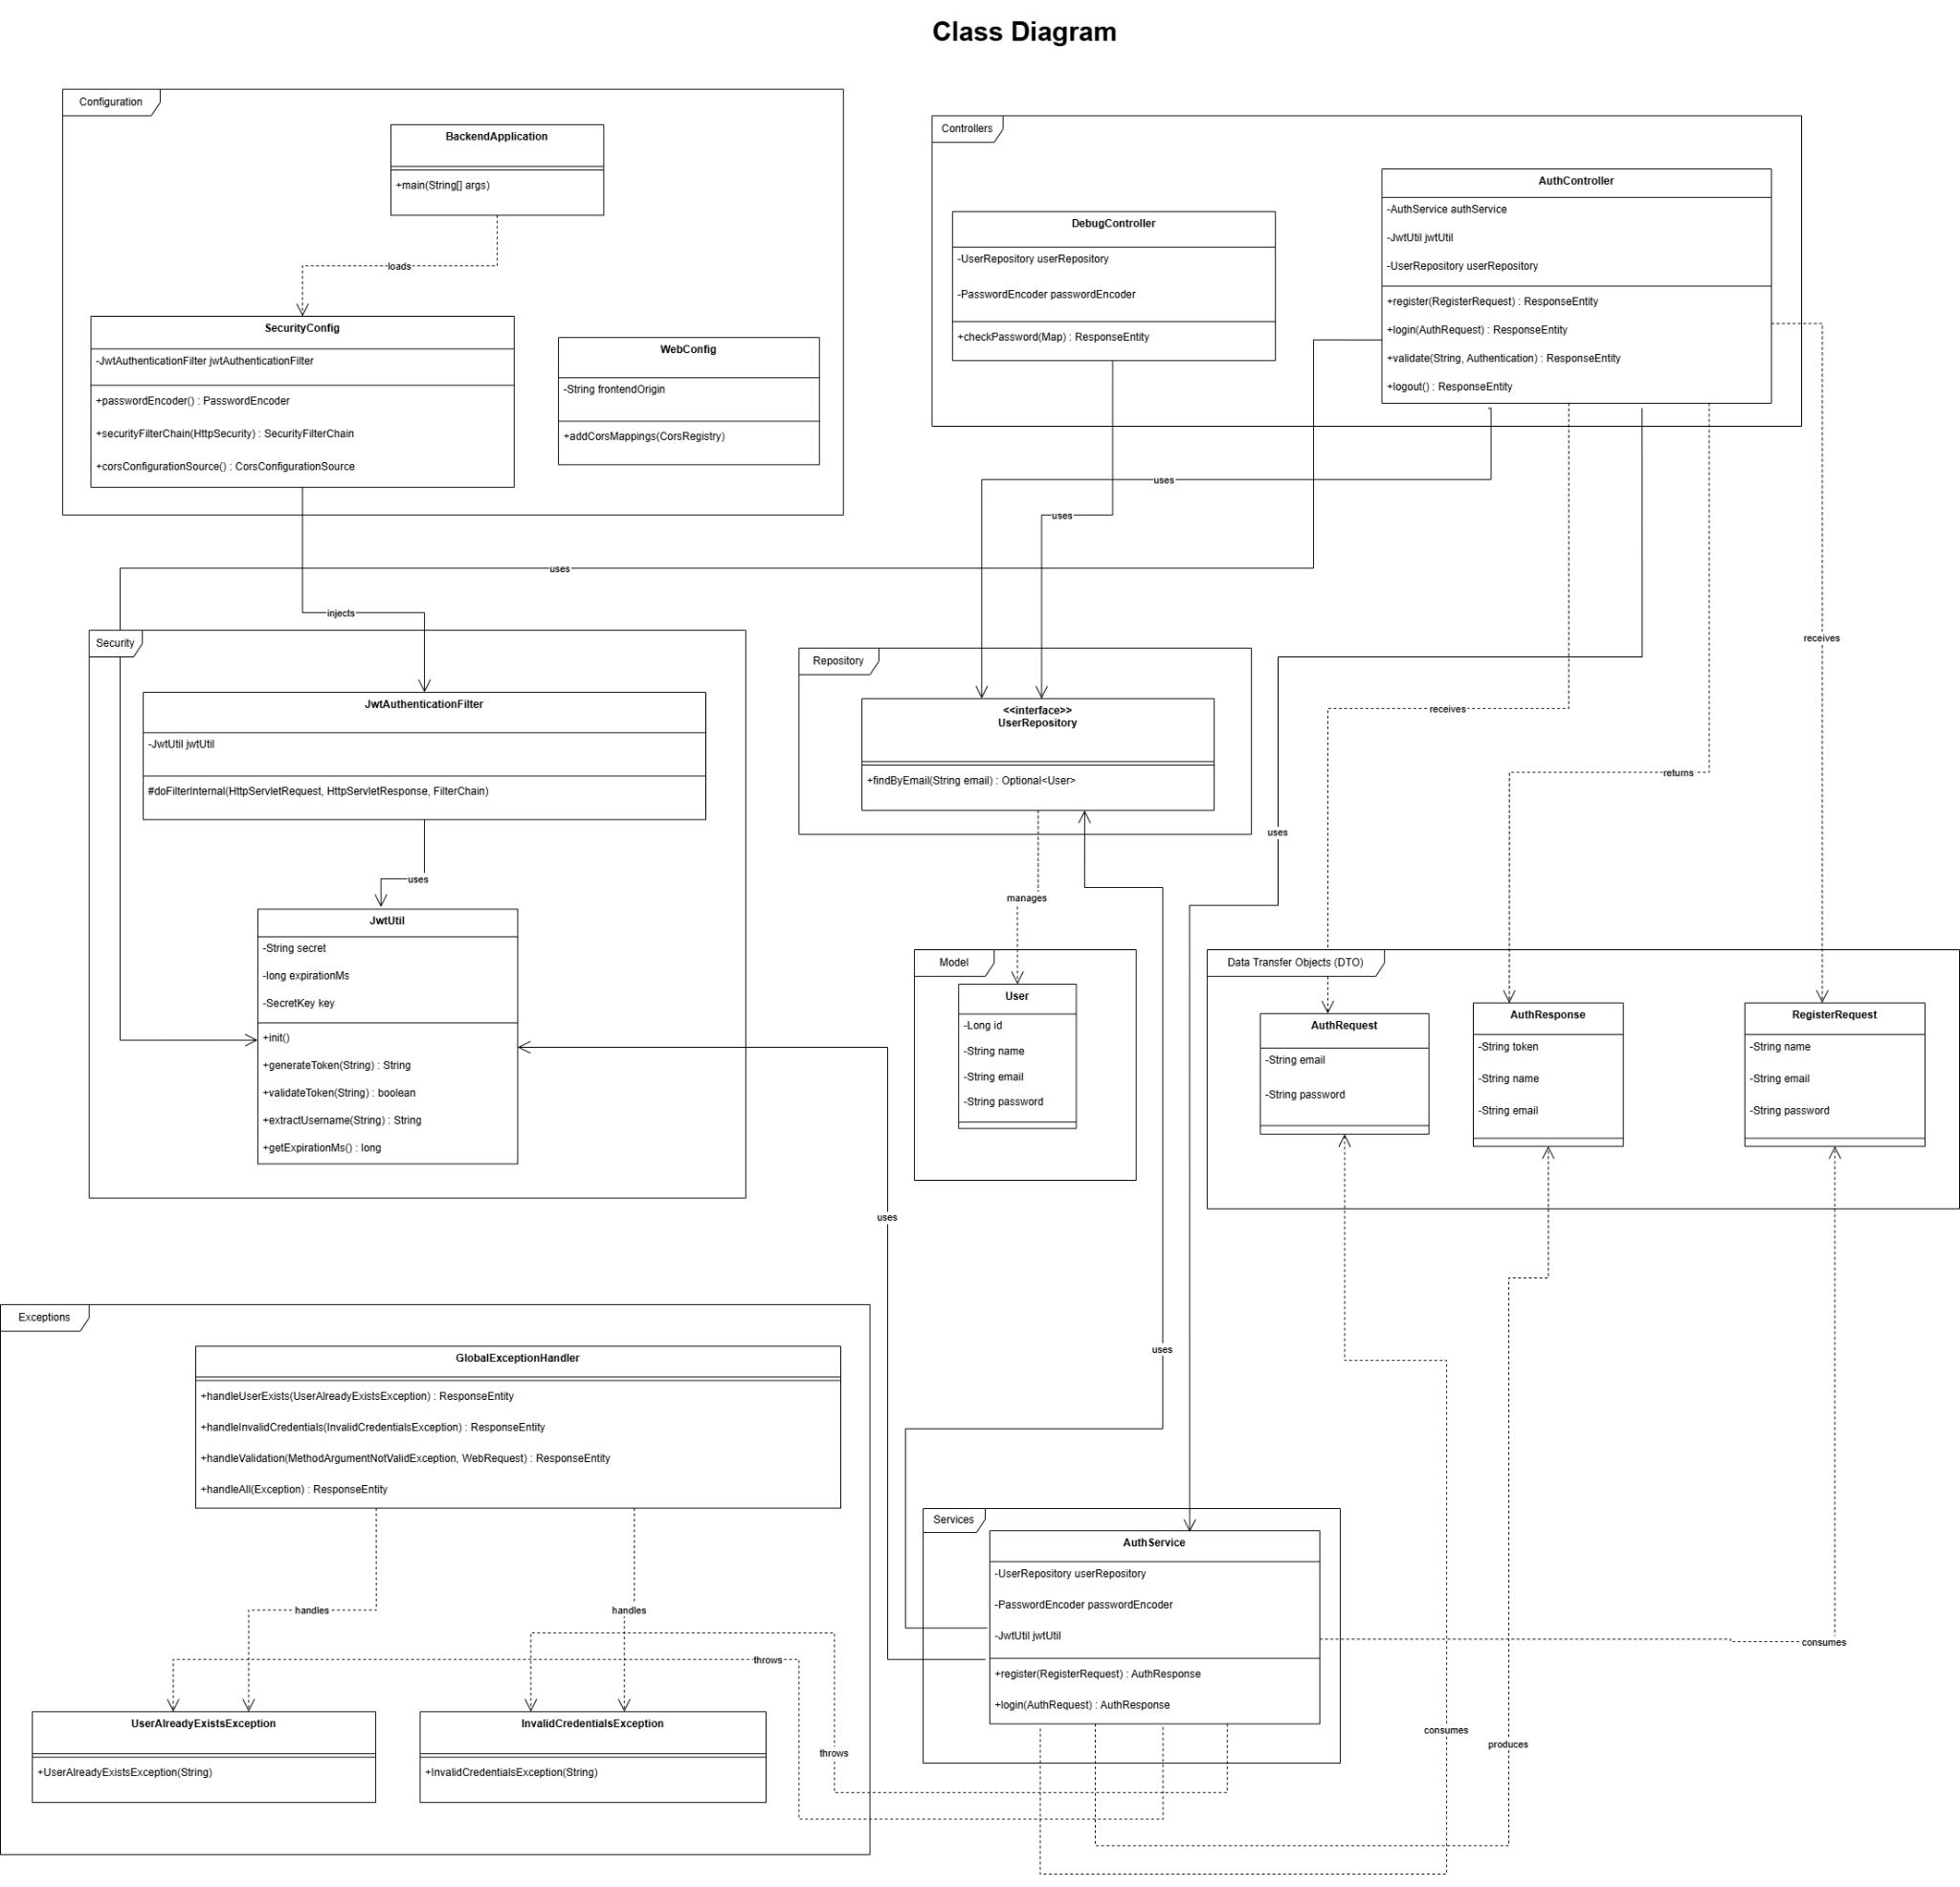 Class Diagram
Configuration
BackendApplication
+main(String[] args)
loads
SecurityConfig
-JwtAuthenticationFilter jwtAuthenticationFilter
+passwordEncoder() : PasswordEncoder
+securityFilterChain(HttpSecurity) : SecurityFilterChain
+corsConfigurationSource() : CorsConfigurationSource
WebConfig
-String frontendOrigin
+addCorsMappings(CorsRegistry)
Controllers
DebugController
-UserRepository userRepository
-PasswordEncoder passwordEncoder
+checkPassword(Map) : ResponseEntity
AuthController
-AuthService authService
-JwtUtil jwtUtil
-UserRepository userRepository
+register(RegisterRequest) : ResponseEntity
+login(AuthRequest) : ResponseEntity
+validate(String, Authentication) : ResponseEntity
+logout() : ResponseEntity
uses
uses
uses
injects
receives
receives
returns
uses
Security
JwtAuthenticationFilter
-JwtUtil jwtUtil
#doFilterInternal(HttpServletRequest, HttpServletResponse, FilterChain)
uses
JwtUtil
-String secret
-long expirationMs
-SecretKey key
+init()
+generateToken(String) : String
+validateToken(String) : boolean
+extractUsername(String) : String
+getExpirationMs() : long
Repository
<<interface>>
UserRepository
+findByEmail(String email) : Optional<User>
manages
Model
User
-Long id
-String name
-String email
-String password
Data Transfer Objects (DTO)
AuthRequest
-String email
-String password
AuthResponse
-String token
-String name
-String email
RegisterRequest
-String name
-String email
-String password
uses
uses
Exceptions
GlobalExceptionHandler
+handleUserExists(UserAlreadyExistsException) : ResponseEntity
+handleInvalidCredentials(InvalidCredentialsException) : ResponseEntity
+handleValidation(MethodArgumentNotValidException, WebRequest) : ResponseEntity
+handleAll(Exception) : ResponseEntity
handles
handles
throws
throws
UserAlreadyExistsException
+UserAlreadyExistsException(String)
InvalidCredentialsException
+InvalidCredentialsException(String)
Services
AuthService
-UserRepository userRepository
-PasswordEncoder passwordEncoder
-JwtUtil jwtUtil
+register(RegisterRequest) : AuthResponse
+login(AuthRequest) : AuthResponse
consumes
consumes
produces